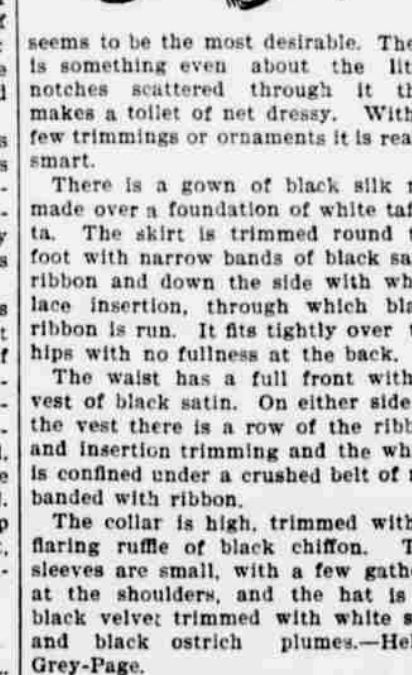 seems to be the most desirable. The
is something even about the lit
notches scattered through it th
makes a toilet of net dressy. With
few trimmings or ornaments it is rea
smart.
There is a gown of black silk
made over a foundation of white taf
ta. The skirt is trimmed round
foot with narrow bands of black sa
ribbon and down the side with wh
lace insertion, through which bla
ribbon is run. It fits tightly over
hips with no fullness at the back.
The waist has a full front with
vest of black satin. On either side
the vest there is a row of the ribb
and insertion trimming and the wh
is confined under a crushed belt of
banded with ribbon.
The collar is high, trimmed with
flaring ruffle of black chiffon. T
sleeves are small, with a few gath
at the shoulders, and the hat is
black velvet trimmed with white s
and black ostrich plumes.—Hel
Grey-Page.